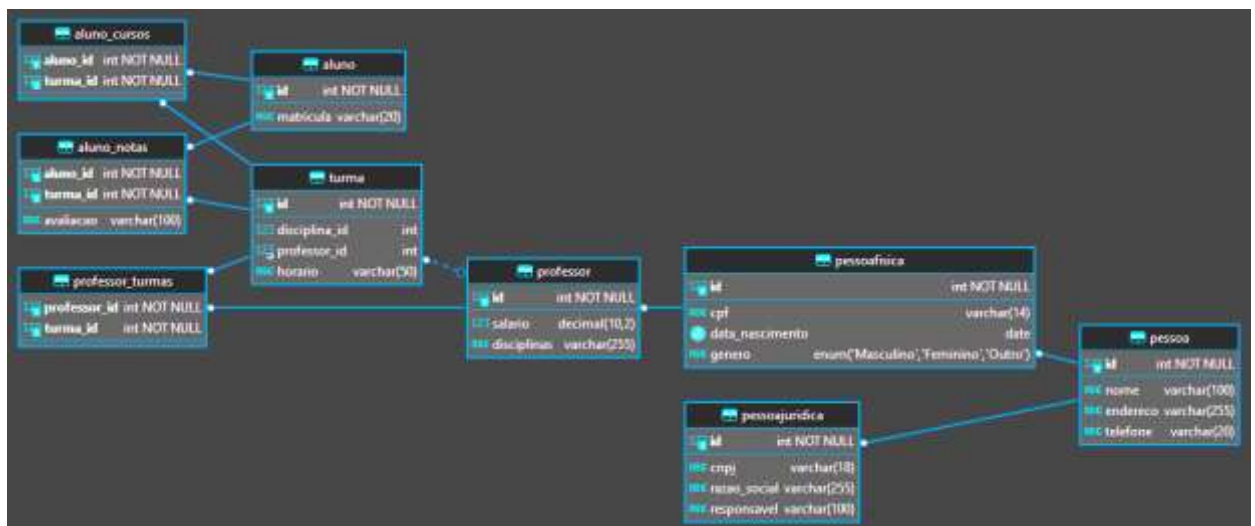 aluno_cursos
aluno_id int NOT NULL
turma_id int NOT NULL
aluno
id int NOT NULL
matricula varchar(20)
aluno_notas
aluno_id int NOT NULL
turma_id int NOT NULL
avaliacao varchar(100)
turma
id int NOT NULL
disciplina_id int
professor_id int
horario varchar(50)
professor_turmas
professor_id int NOT NULL
turma_id int NOT NULL
professor
id int NOT NULL
salario decimal(10,2)
disciplinas varchar(255)
pessoafisica
id int NOT NULL
cpf varchar(14)
data_nascimento date
genero enum('Masculino','Feminino','Outro')
pessoa
id int NOT NULL
nome varchar(100)
endereco varchar(255)
telefone varchar(20)
pessoajuridica
id int NOT NULL
cnpj varchar(18)
razao_social varchar(255)
responsavel varchar(100)